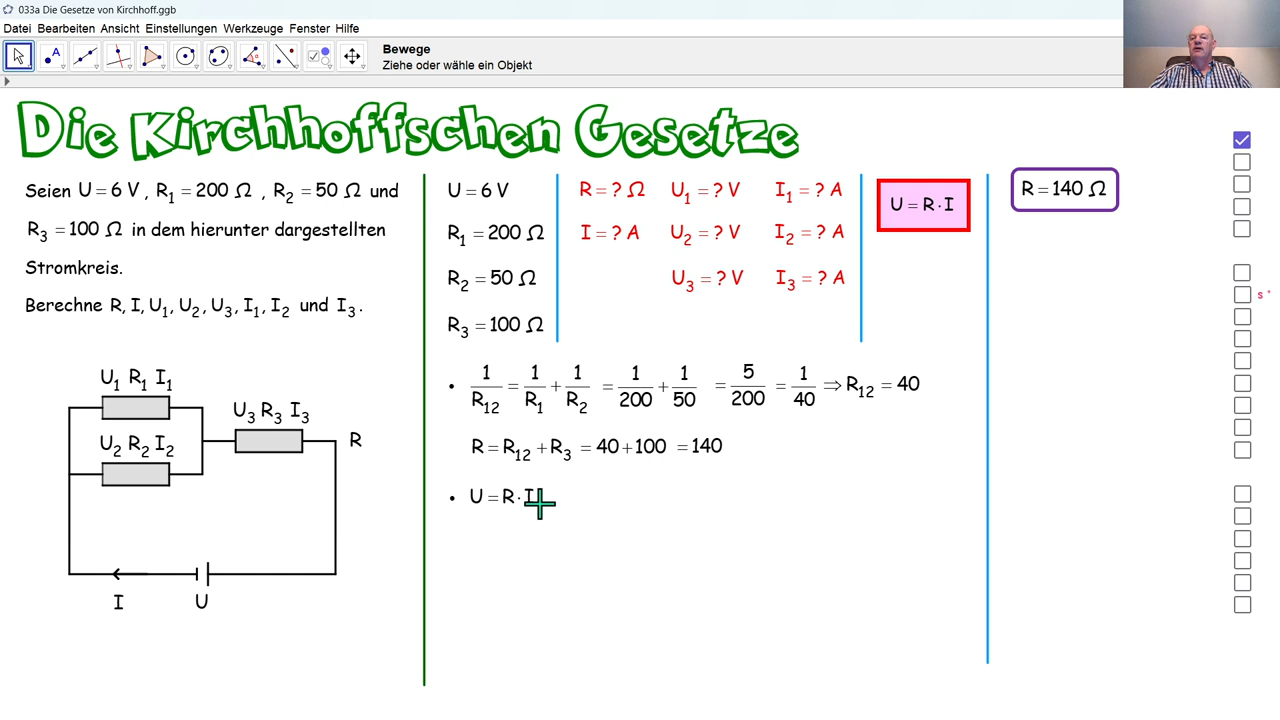 033a Die Gesetze von Kirchhoff.ggb
Datei Bearbeiten Ansicht Einstellungen Werkzeuge Fenster Hilfe
Bewege
Ziehe oder wähle ein Objekt
Die Kirchhoffschen Gesetze
Seien U = 6 V , R₁ = 200 Ω , R₂ = 50 Ω und
R₃ = 100 Ω in dem hierunter dargestellten
Stromkreis.
Berechne R, I, U₁, U₂, U₃, I₁, I₂ und I₃.
U₁ R₁ I₁
U₂ R₂ I₂
U₃ R₃ I₃
R
I
U
U = 6 V
R₁ = 200 Ω
R₂ = 50 Ω
R₃ = 100 Ω
R = ? Ω U₁ = ? V I₁ = ? A
I = ? A U₂ = ? V I₂ = ? A
U₃ = ? V I₃ = ? A
U = R · I
R = 140 Ω
• 1/R₁₂ = 1/R₁ + 1/R₂ = 1/200 + 1/50 = 5/200 = 1/40 ⇒ R₁₂ = 40
R = R₁₂ + R₃ = 40 + 100 = 140
• U = R · I
s *